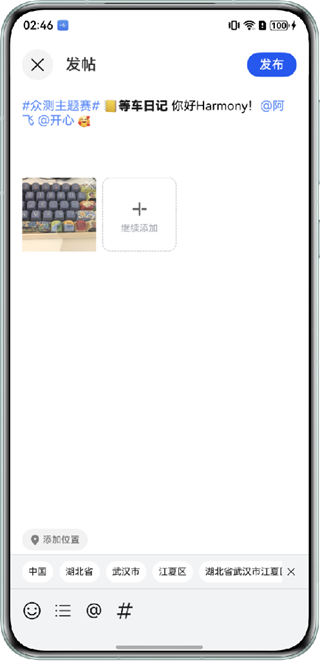 02:46
100
发帖
发布
#众测主题赛# 📒等车日记 你好Harmony! @阿
飞 @开心 🥰
继续添加
添加位置
中国 湖北省 武汉市 江夏区 湖北省武汉市江夏
@ #